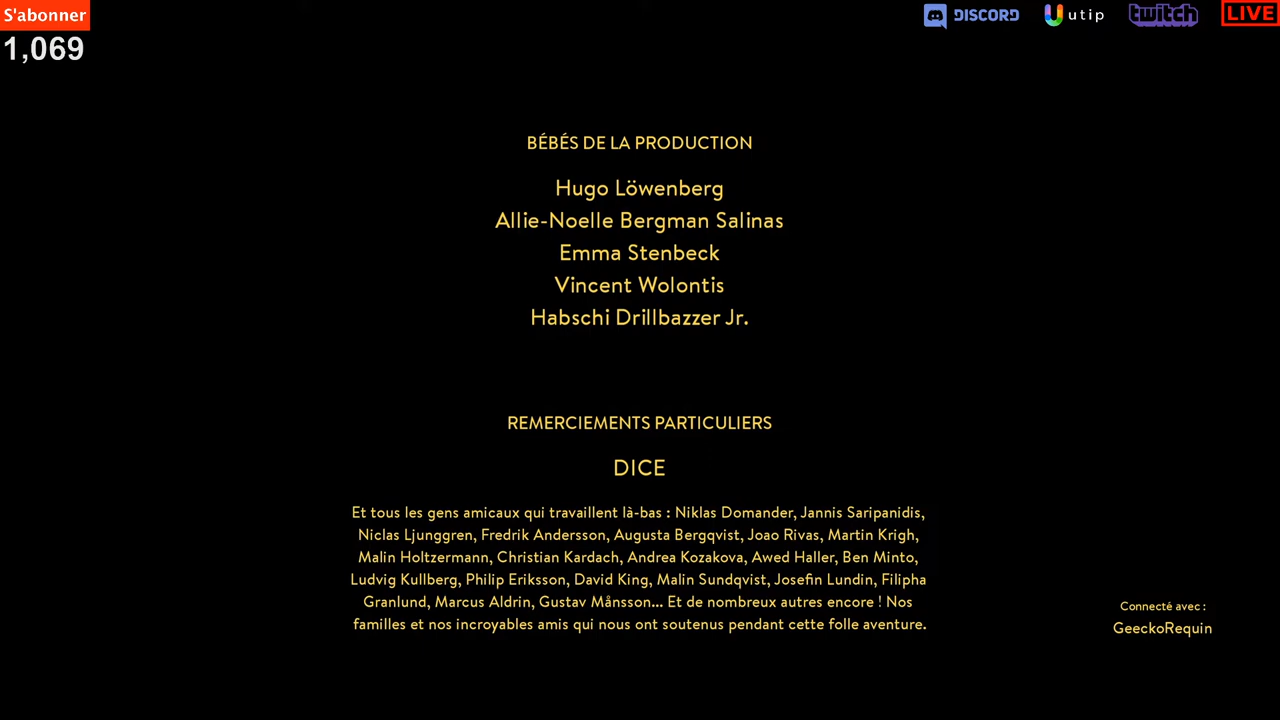 S'abonner
1,069
DISCORD
utip
twitch
LIVE
BÉBÉS DE LA PRODUCTION
Hugo Löwenberg
Allie-Noelle Bergman Salinas
Emma Stenbeck
Vincent Wolontis
Habschi Drillbazzer Jr.
REMERCIEMENTS PARTICULIERS
DICE
Et tous les gens amicaux qui travaillent là-bas : Niklas Domander, Jannis Saripanidis,
Niclas Ljunggren, Fredrik Andersson, Augusta Bergqvist, Joao Rivas, Martin Krigh,
Malin Holtzermann, Christian Kardach, Andrea Kozakova, Awed Haller, Ben Minto,
Ludvig Kullberg, Philip Eriksson, David King, Malin Sundqvist, Josefin Lundin, Filipha
Granlund, Marcus Aldrin, Gustav Månsson... Et de nombreux autres encore ! Nos
familles et nos incroyables amis qui nous ont soutenus pendant cette folle aventure.
Connecté avec :
GeeckoRequin